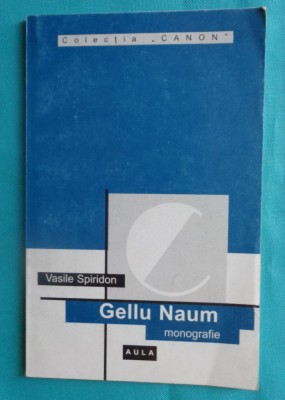 Colecția „CANON"
Vasile Spiridon
Gellu Naum
monografie
AULA